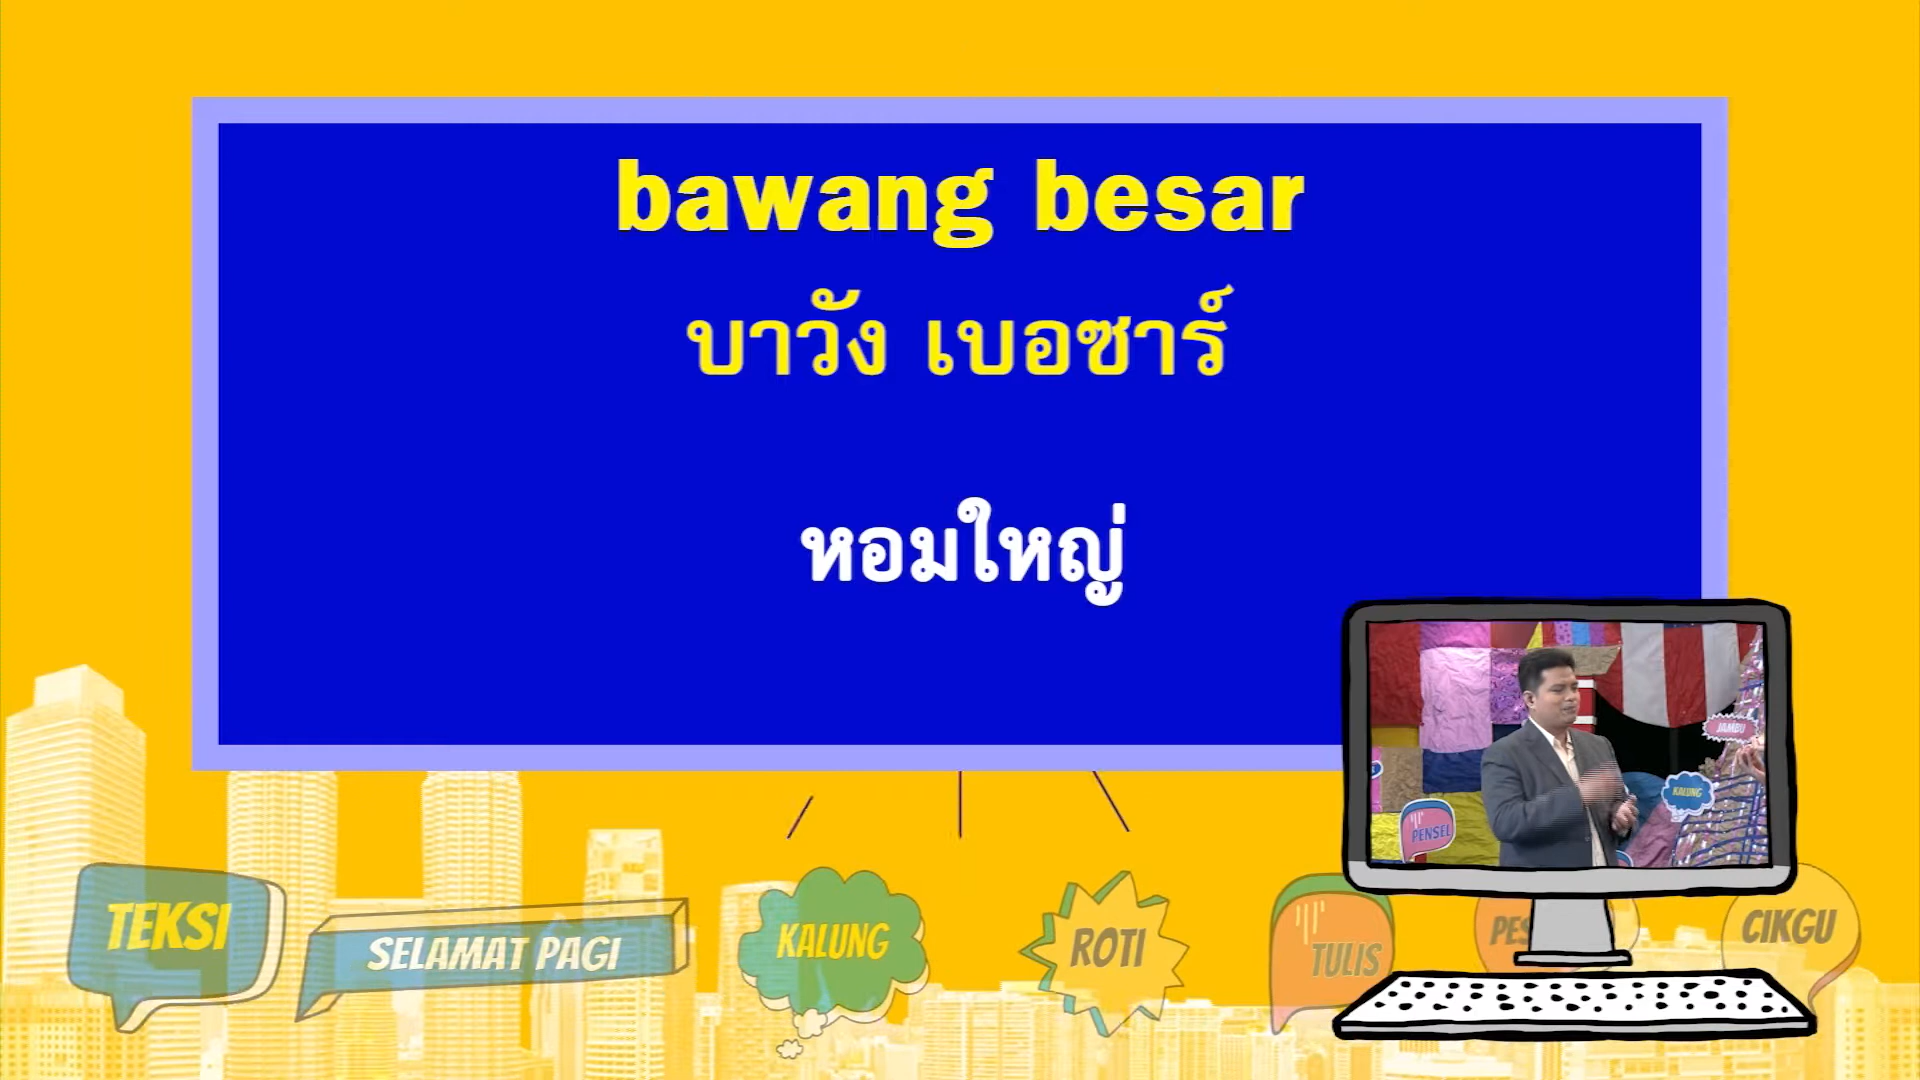 bawang besar
บาวัง เบอซาร์
หอมใหญ่
JAMBU
KALUNG
PENSEL
TEKSI
SELAMAT PAGI
KALUNG
ROTI
TULIS
CIKGU